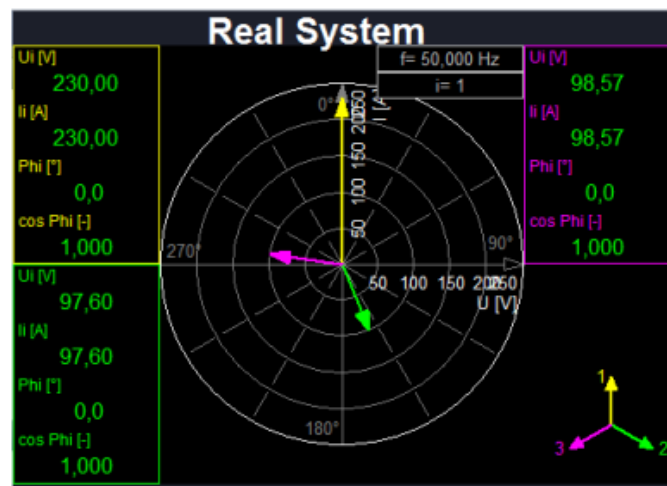 Real System
Ui [V]
230,00
Ii [A]
230,00
Phi [°]
0,0
cos Phi [-]
1,000
Ui [V]
97,60
Ii [A]
97,60
Phi [°]
0,0
cos Phi [-]
1,000
f= 50,000 Hz
i= 1
0°
90°
180°
270°
50
100
150
200
250
I [A]
50
100
150
200
250
U [V]
Ui [V]
98,57
Ii [A]
98,57
Phi [°]
0,0
cos Phi [-]
1,000
1
3
2